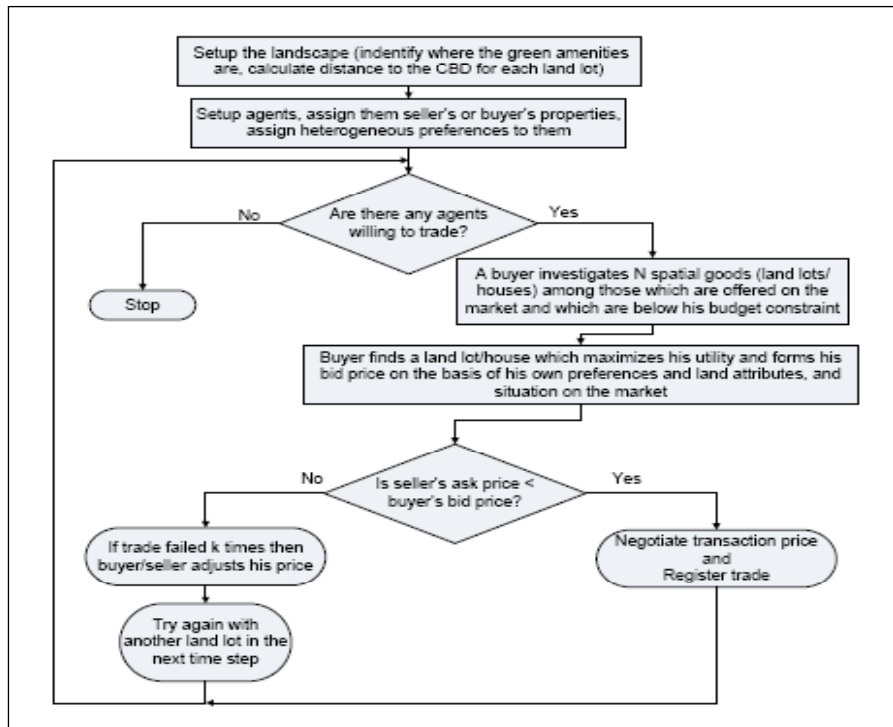 Setup the landscape (indentify where the green amenities
are, calculate distance to the CBD for each land lot)
Setup agents, assign them seller's or buyer's properties,
assign heterogeneous preferences to them
No
Are there any agents
willing to trade?
Yes
Stop
A buyer investigates N spatial goods (land lots/
houses) among those which are offered on the
market and which are below his budget constraint
Buyer finds a land lot/house which maximizes his utility and forms his
bid price on the basis of his own preferences and land attributes, and
situation on the market
No
Is seller's ask price <
buyer's bid price?
Yes
If trade failed k times then
buyer/seller adjusts his price
Negotiate transaction price
and
Register trade
Try again with
another land lot in the
next time step